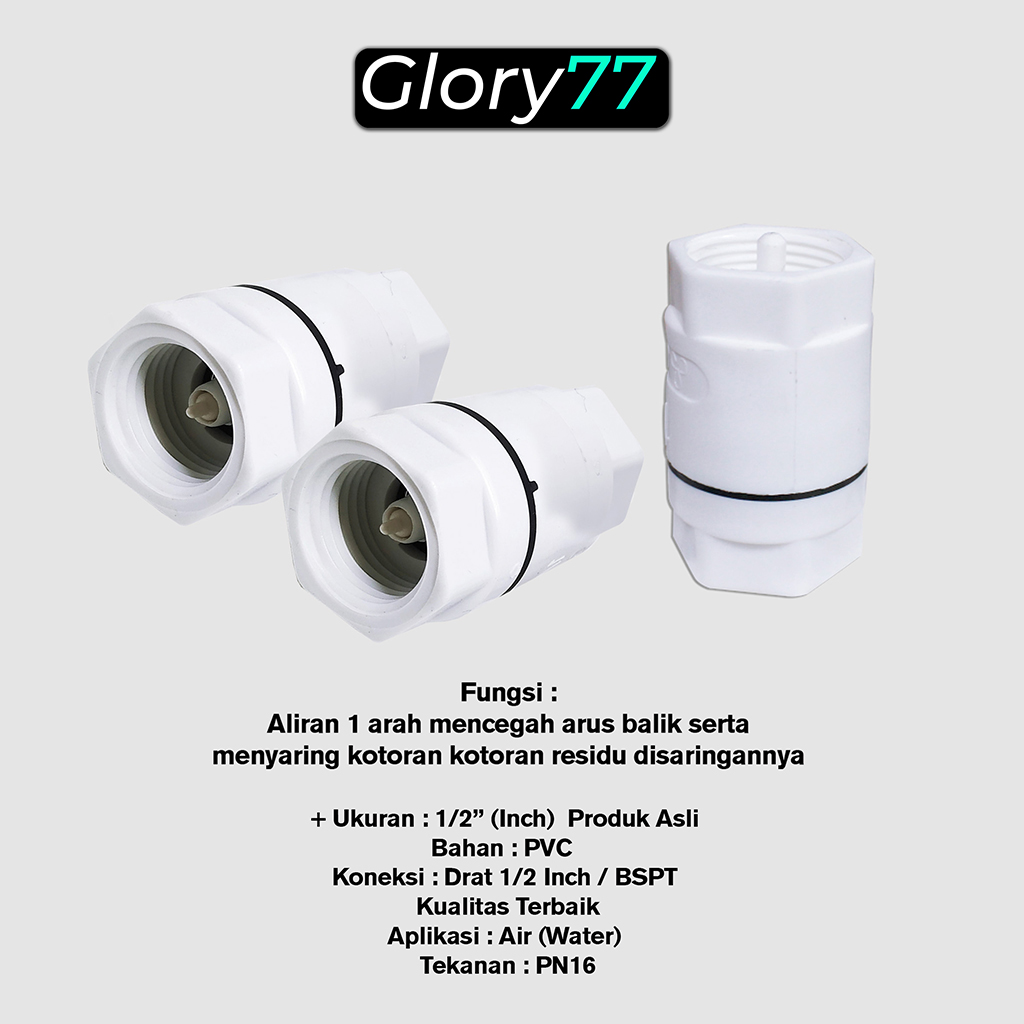 Glory77
Fungsi :
Aliran 1 arah mencegah arus balik serta
menyaring kotoran kotoran residu disaringannya
+ Ukuran : 1/2” (Inch) Produk Asli
Bahan : PVC
Koneksi : Drat 1/2 Inch / BSPT
Kualitas Terbaik
Aplikasi : Air (Water)
Tekanan : PN16